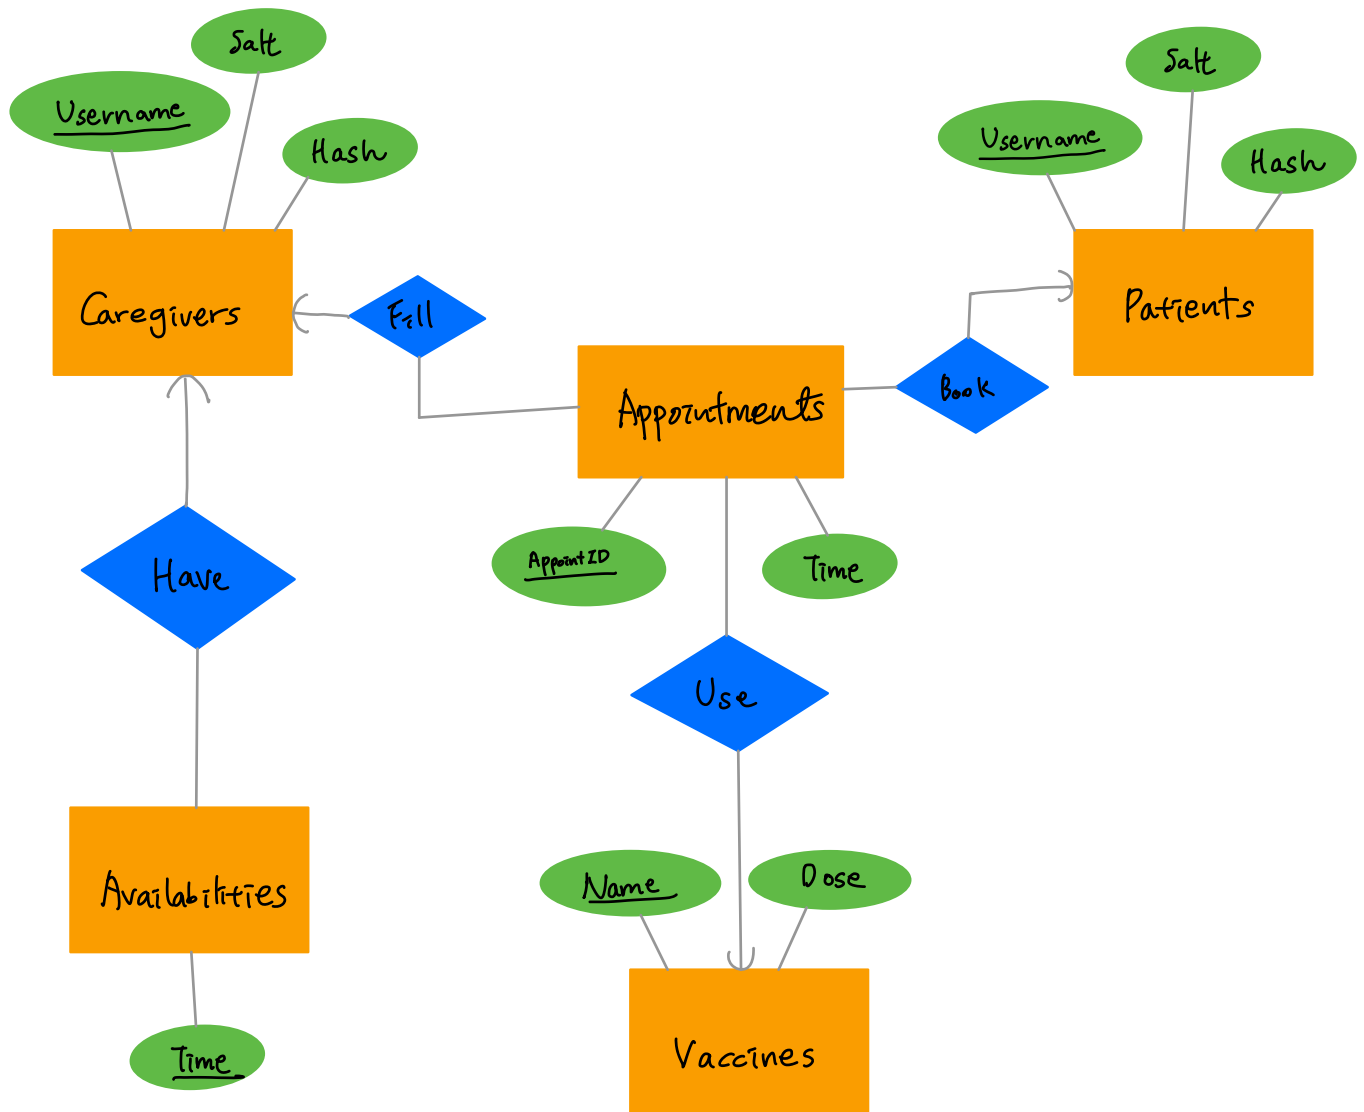 Salt
Username
Hash
Salt
Username
Hash
Caregivers
Fill
Patients
Appointments
Book
AppointID
Time
Have
Use
Availabilities
Name
Dose
Time
Vaccines